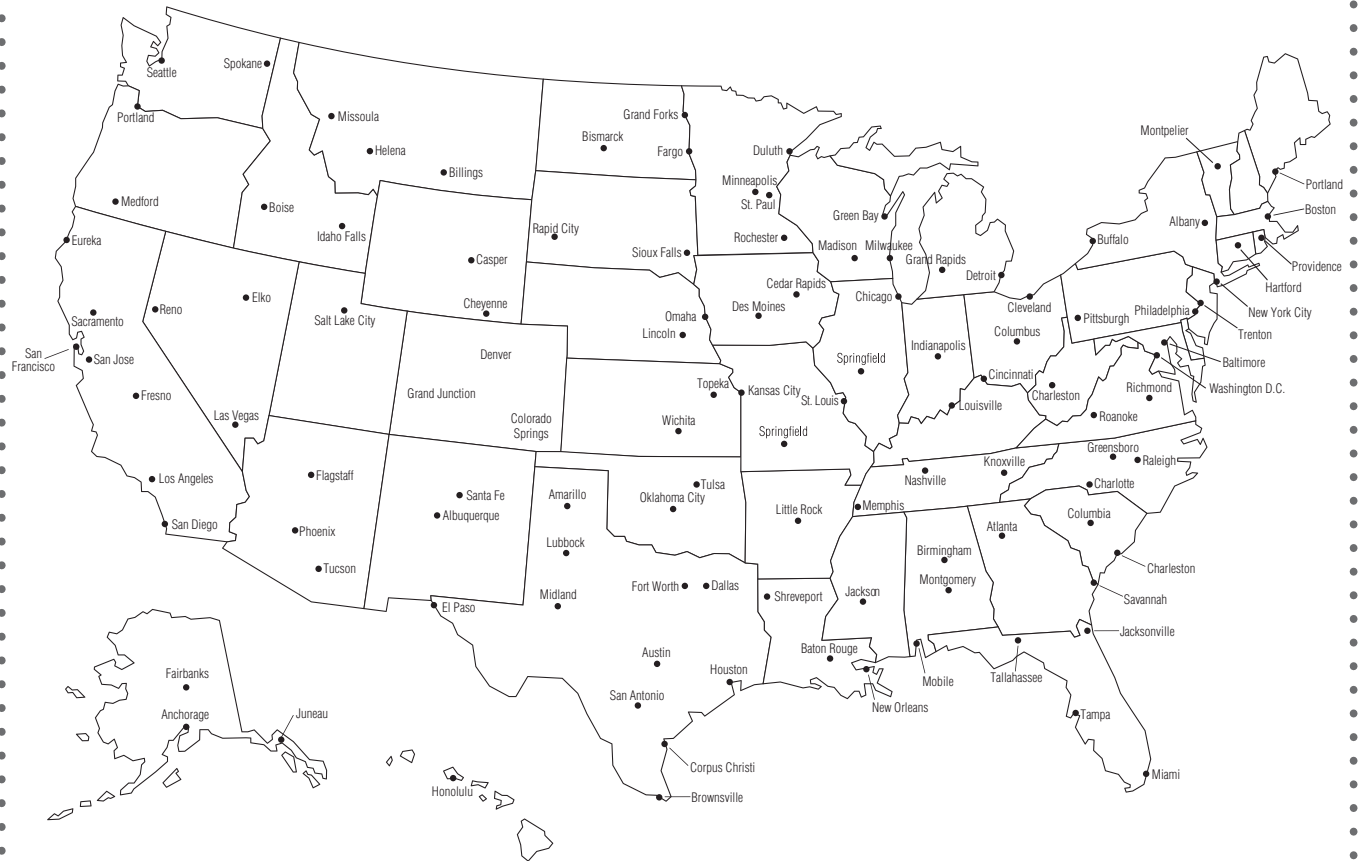 Seattle
Spokane
Portland
Medford
Eureka
Missoula
Helena
Billings
Boise
Idaho Falls
Casper
Cheyenne
Grand Forks
Bismarck
Fargo
Rapid City
Sioux Falls
Duluth
Minneapolis
St. Paul
Rochester
Green Bay
Madison
Milwaukee
Grand Rapids
Detroit
Montpelier
Portland
Boston
Albany
Buffalo
Providence
Hartford
New York City
Trenton
Philadelphia
Pittsburgh
Baltimore
Washington D.C.
Reno
Elko
Sacramento
San
Francisco
San Jose
Fresno
Las Vegas
Los Angeles
San Diego
Salt Lake City
Denver
Grand Junction
Colorado
Springs
Omaha
Lincoln
Cedar Rapids
Des Moines
Chicago
Springfield
Indianapolis
Cleveland
Columbus
Cincinnati
Charleston
Richmond
Roanoke
Topeka
Kansas City
St. Louis
Wichita
Springfield
Louisville
Flagstaff
Phoenix
Tucson
Santa Fe
Albuquerque
Amarillo
Lubbock
Oklahoma City
Tulsa
Little Rock
Memphis
Nashville
Knoxville
Greensboro
Raleigh
Charlotte
Columbia
Charleston
Savannah
Atlanta
Birmingham
Montgomery
Jackson
Shreveport
Fort Worth
Dallas
Midland
El Paso
Austin
San Antonio
Houston
Baton Rouge
New Orleans
Mobile
Tallahassee
Jacksonville
Tampa
Miami
Corpus Christi
Brownsville
Fairbanks
Anchorage
Juneau
Honolulu